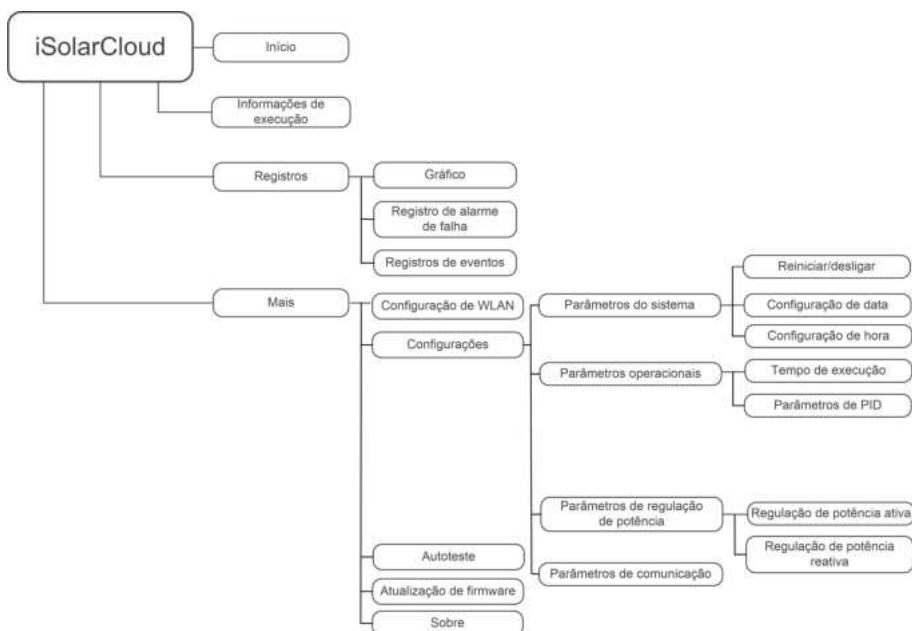 iSolarCloud
Início
Informações de
execução
Registros
Gráfico
Registro de alarme
de falha
Registros de eventos
Mais
Configuração de WLAN
Configurações
Parâmetros do sistema
Reiniciar/desligar
Configuração de data
Configuração de hora
Parâmetros operacionais
Tempo de execução
Parâmetros de PID
Parâmetros de regulação
de potência
Regulação de potência ativa
Regulação de potência
reativa
Parâmetros de comunicação
Autoteste
Atualização de firmware
Sobre